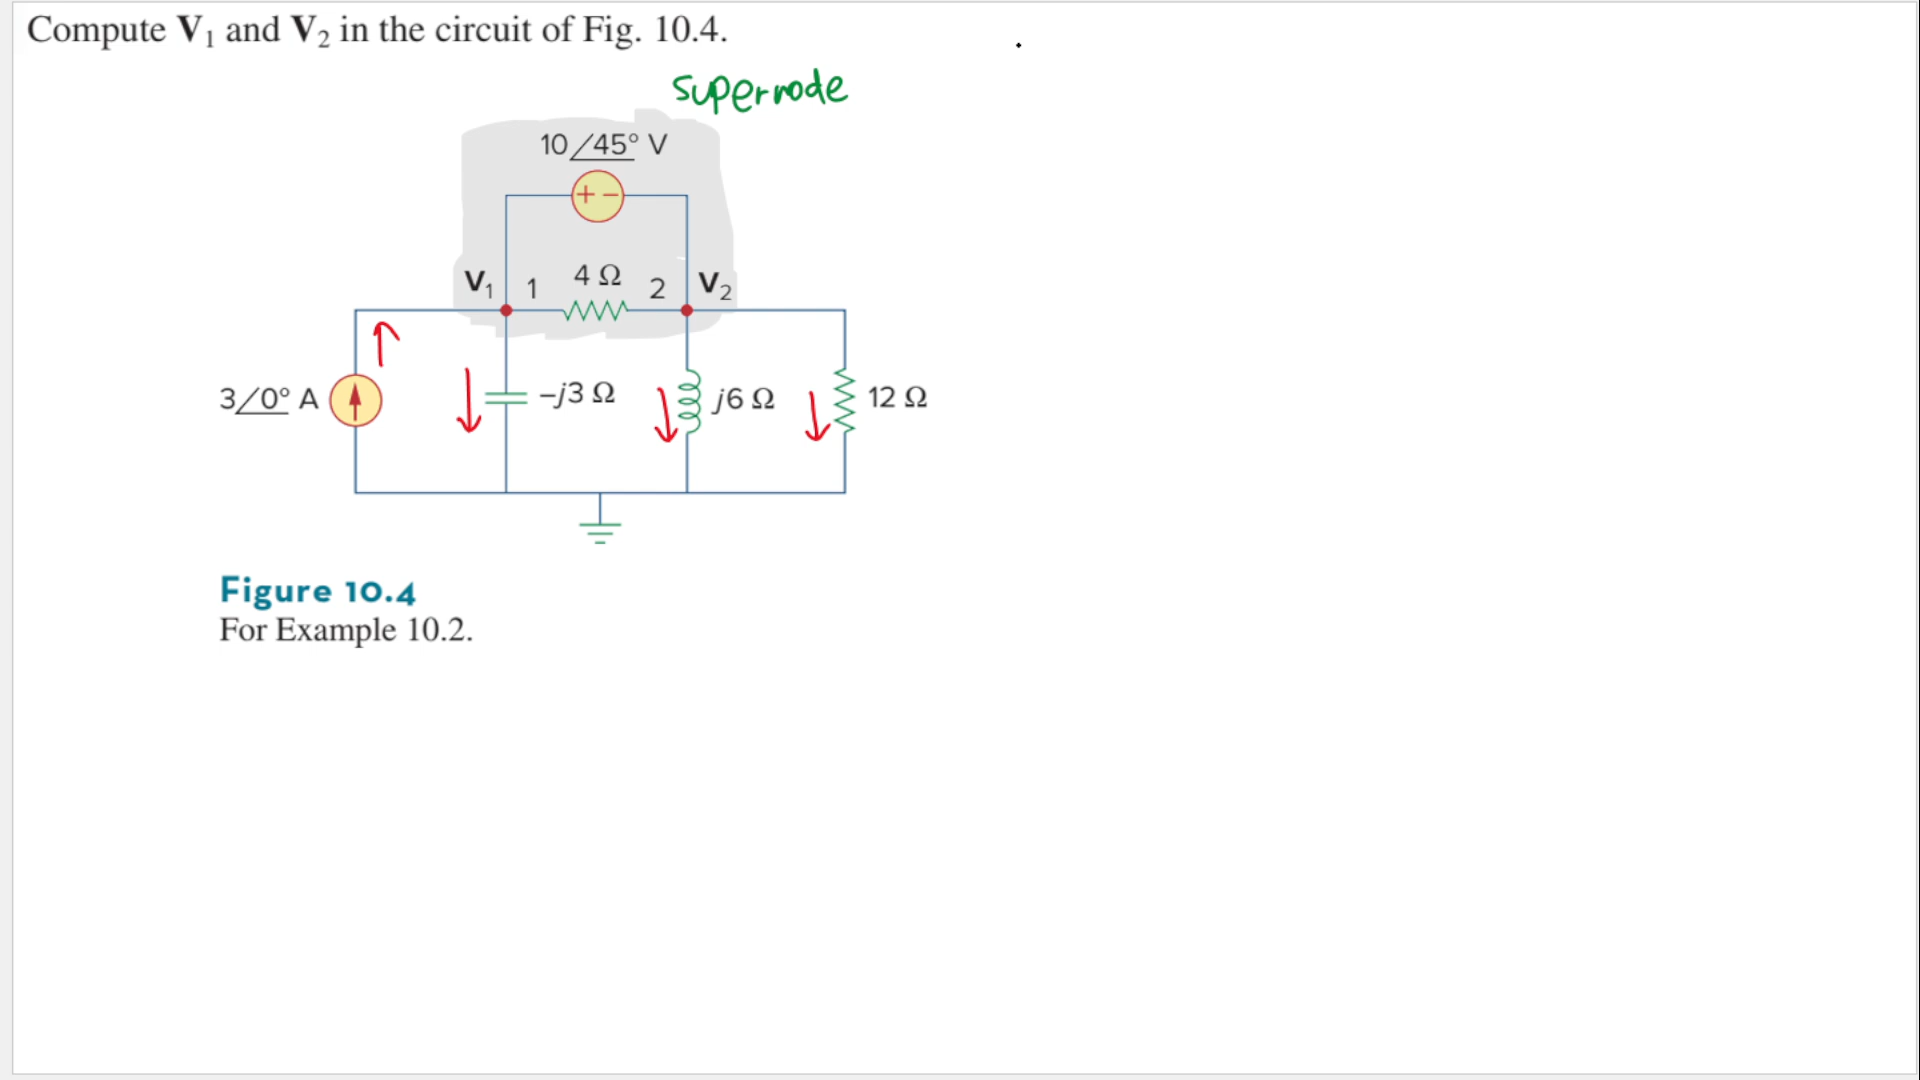 Compute V₁ and V₂ in the circuit of Fig. 10.4.
supernode
10/45° V
+ −
V₁ 1 4 Ω 2 V₂
3/0° A −j3 Ω j6 Ω 12 Ω
Figure 10.4
For Example 10.2.